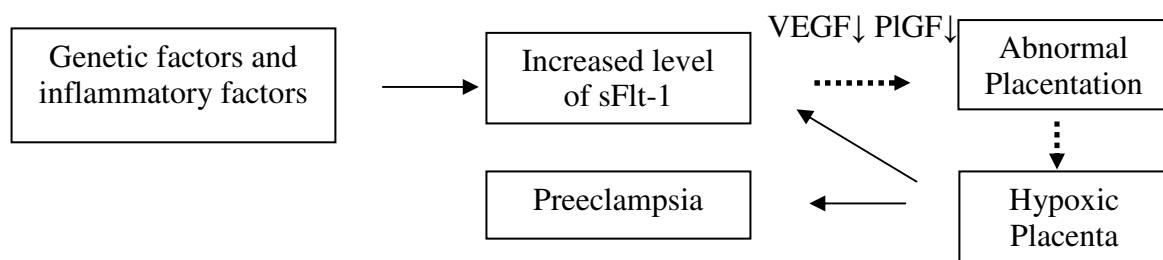 Genetic factors and
inflammatory factors
Increased level
of sFlt-1
VEGF↓ PlGF↓
Abnormal
Placentation
Preeclampsia
Hypoxic
Placenta